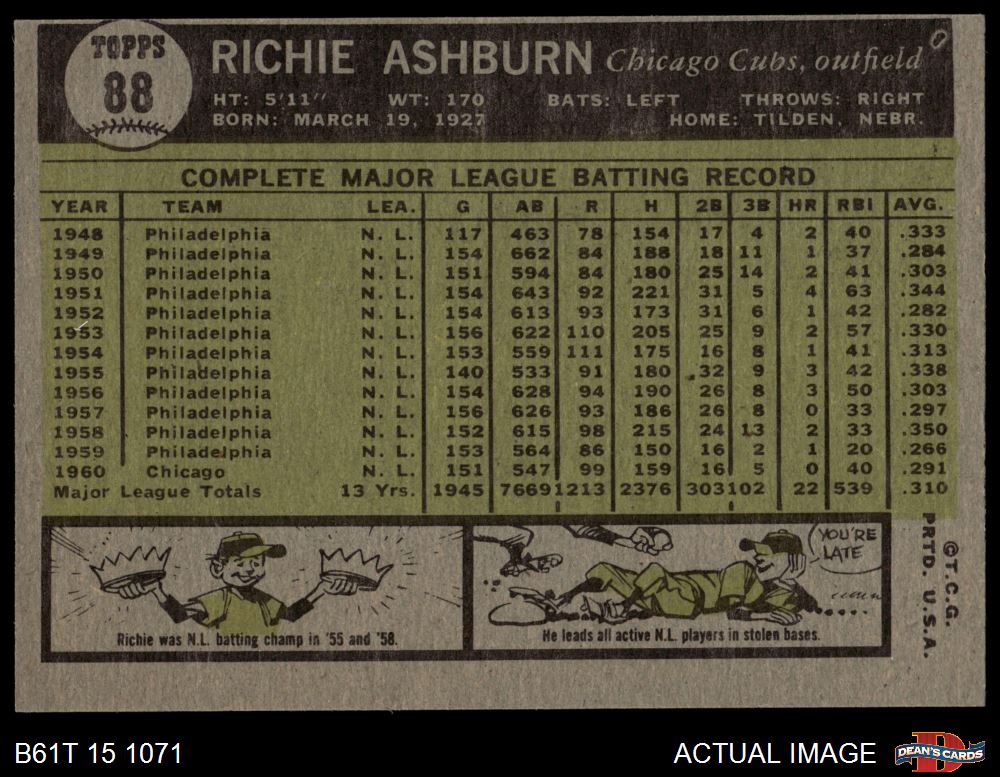 TOPPS
88
RICHIE ASHBURN Chicago Cubs, outfield
HT: 5'11" WT: 170 BATS: LEFT THROWS: RIGHT
BORN: MARCH 19, 1927 HOME: TILDEN, NEBR.
COMPLETE MAJOR LEAGUE BATTING RECORD
YEAR TEAM LEA. G AB R H 2B 3B HR RBI AVG.
1948 Philadelphia N. L. 117 463 78 154 17 4 2 40 .333
1949 Philadelphia N. L. 154 662 84 188 18 11 1 37 .284
1950 Philadelphia N. L. 151 594 84 180 25 14 2 41 .303
1951 Philadelphia N. L. 154 643 92 221 31 5 4 63 .344
1952 Philadelphia N. L. 154 613 93 173 31 6 1 42 .282
1953 Philadelphia N. L. 156 622 110 205 25 9 2 57 .330
1954 Philadelphia N. L. 153 559 111 175 16 8 1 41 .313
1955 Philadelphia N. L. 140 533 91 180 32 9 3 42 .338
1956 Philadelphia N. L. 154 628 94 190 26 8 3 50 .303
1957 Philadelphia N. L. 156 626 93 186 26 8 0 33 .297
1958 Philadelphia N. L. 152 615 98 215 24 13 2 33 .350
1959 Philadelphia N. L. 153 564 86 150 16 2 1 20 .266
1960 Chicago N. L. 151 547 99 159 16 5 0 40 .291
Major League Totals 13 Yrs. 1945 7669 1213 2376 303 102 22 539 .310
YOU'RE
LATE
Richie was N.L. batting champ in '55 and '58.
He leads all active N.L. players in stolen bases.
©T.C.G.
PRTD. U.S.A.
B61T 15 1071
ACTUAL IMAGE
DEAN'S CARDS